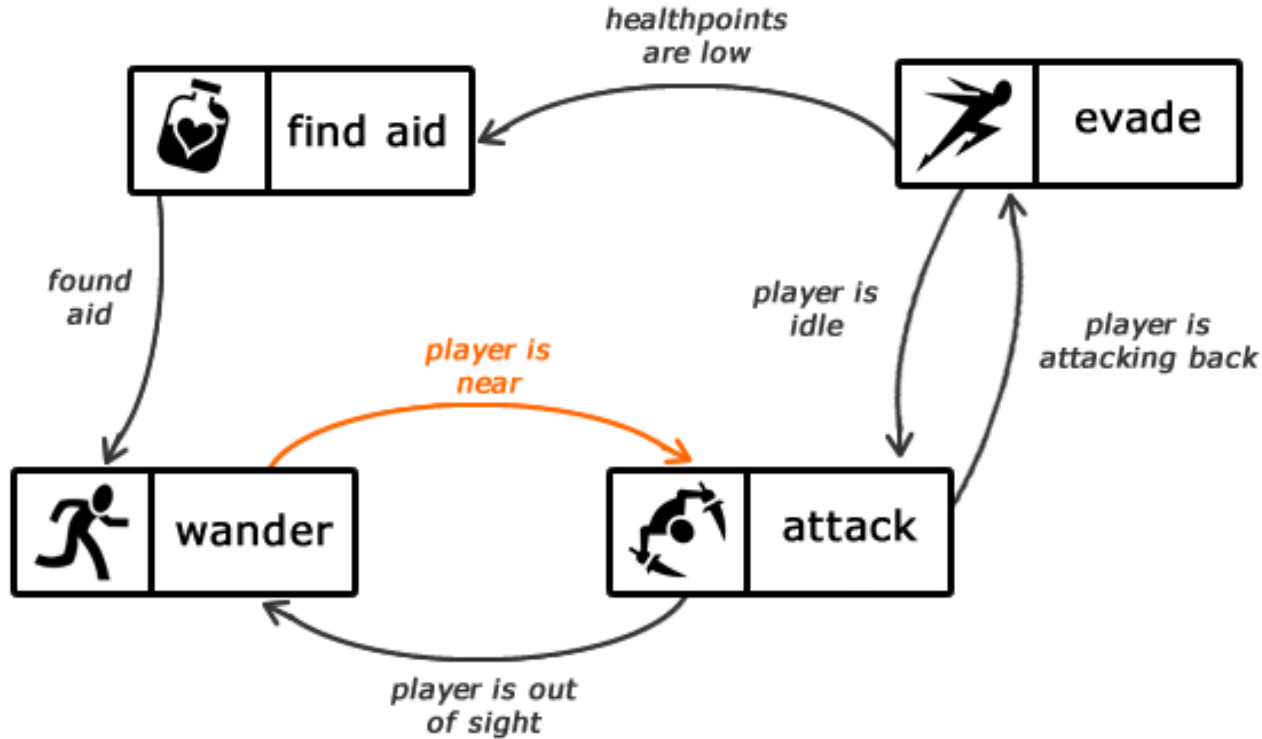 healthpoints
are low
find aid
evade
found
aid
player is
idle
player is
attacking back
player is
near
wander
attack
player is out
of sight